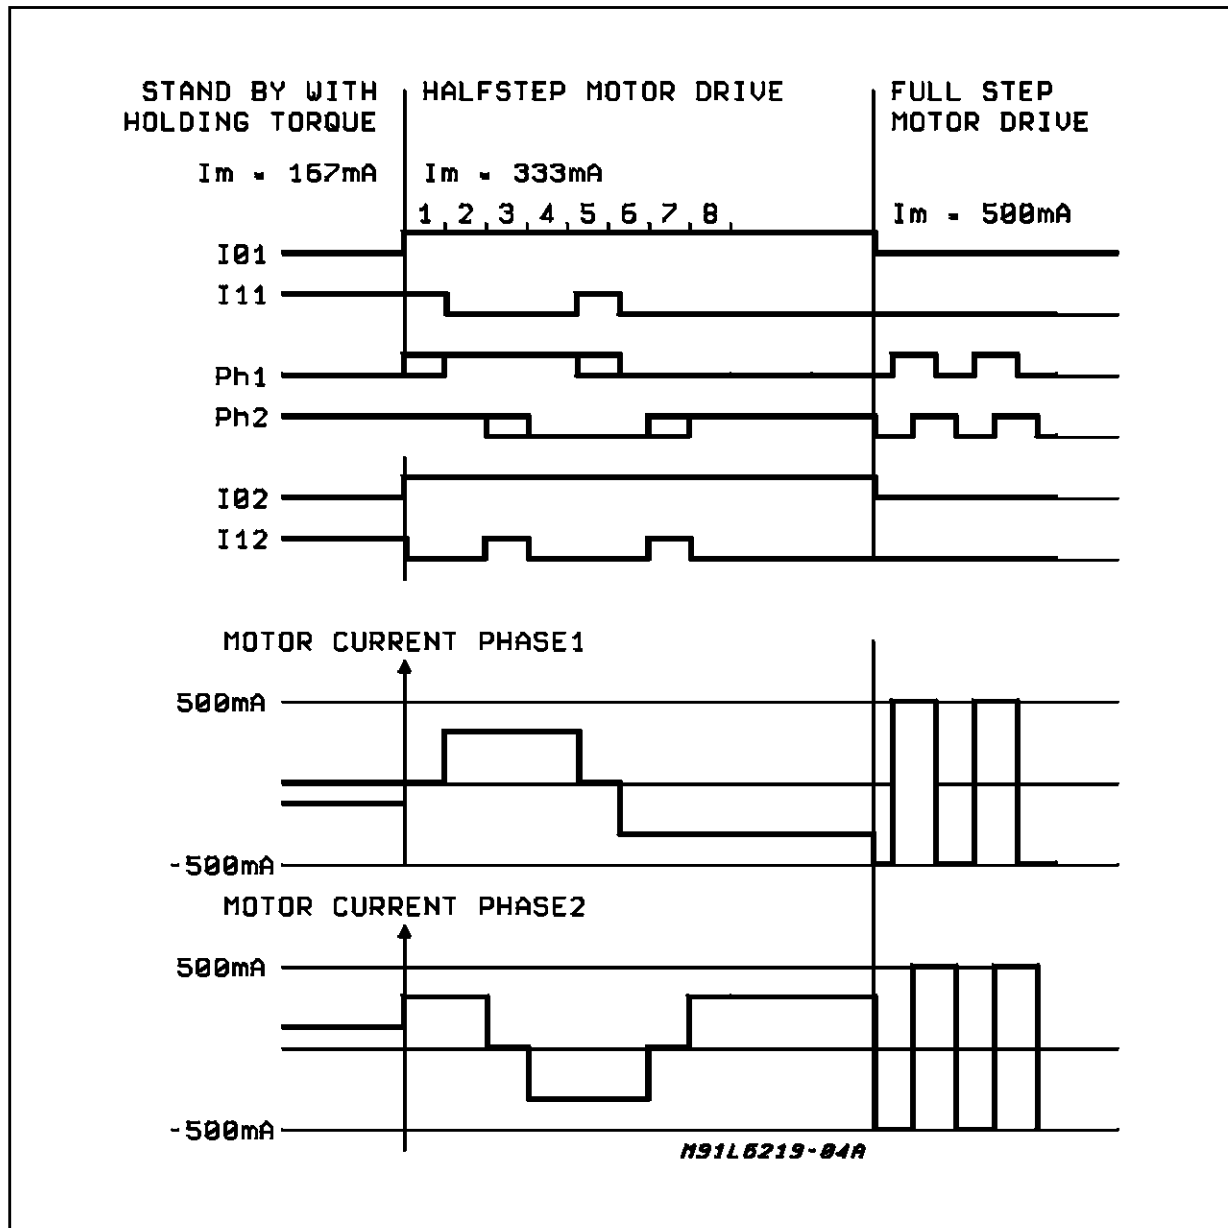 STAND BY WITH
HOLDING TORQUE
Im = 167mA
HALFSTEP MOTOR DRIVE
Im = 333mA
1 2 3 4 5 6 7 8
FULL STEP
MOTOR DRIVE
Im = 500mA
I01
I11
Ph1
Ph2
I02
I12
MOTOR CURRENT PHASE1
500mA
-500mA
MOTOR CURRENT PHASE2
500mA
-500mA
M91L6219-04A